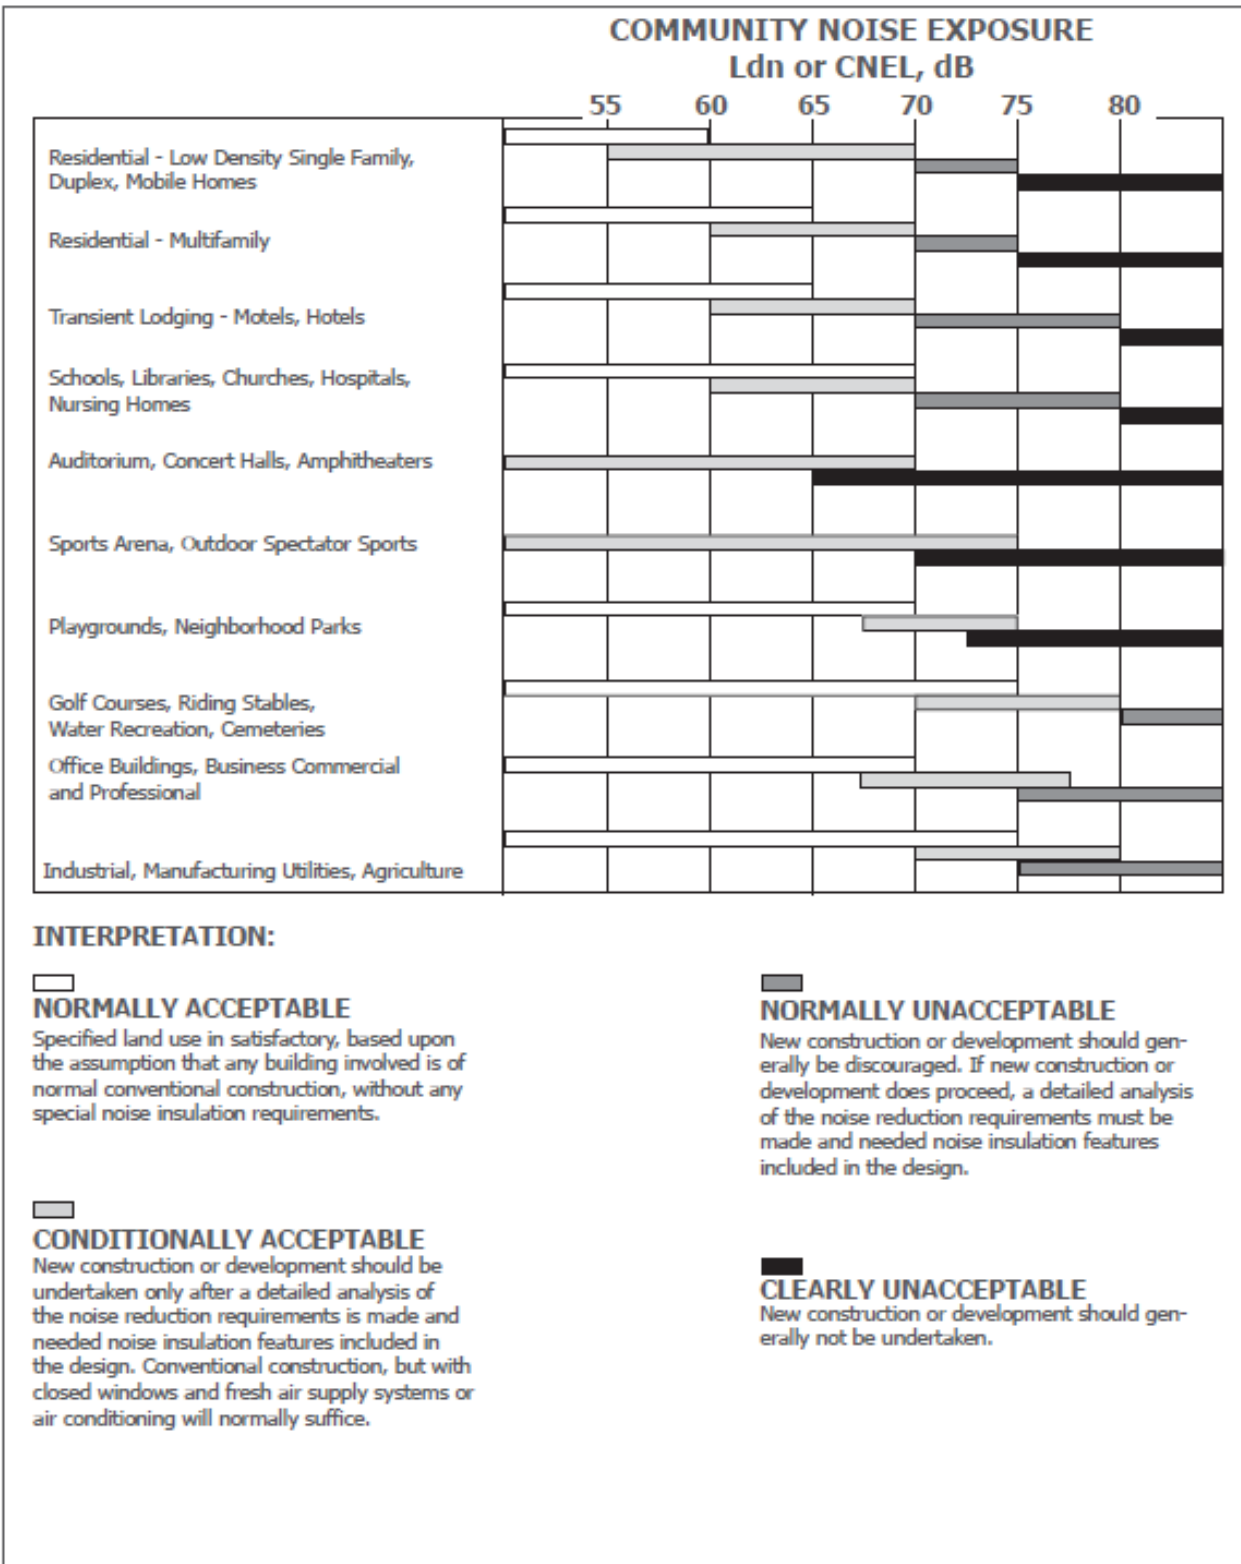 COMMUNITY NOISE EXPOSURE
Ldn or CNEL, dB
55 60 65 70 75 80
Residential - Low Density Single Family,
Duplex, Mobile Homes
Residential - Multifamily
Transient Lodging - Motels, Hotels
Schools, Libraries, Churches, Hospitals,
Nursing Homes
Auditorium, Concert Halls, Amphitheaters
Sports Arena, Outdoor Spectator Sports
Playgrounds, Neighborhood Parks
Golf Courses, Riding Stables,
Water Recreation, Cemeteries
Office Buildings, Business Commercial
and Professional
Industrial, Manufacturing Utilities, Agriculture
INTERPRETATION:
NORMALLY ACCEPTABLE
Specified land use in satisfactory, based upon
the assumption that any building involved is of
normal conventional construction, without any
special noise insulation requirements.
CONDITIONALLY ACCEPTABLE
New construction or development should be
undertaken only after a detailed analysis of
the noise reduction requirements is made and
needed noise insulation features included in
the design. Conventional construction, but with
closed windows and fresh air supply systems or
air conditioning will normally suffice.
NORMALLY UNACCEPTABLE
New construction or development should gen-
erally be discouraged. If new construction or
development does proceed, a detailed analysis
of the noise reduction requirements must be
made and needed noise insulation features
included in the design.
CLEARLY UNACCEPTABLE
New construction or development should gen-
erally not be undertaken.